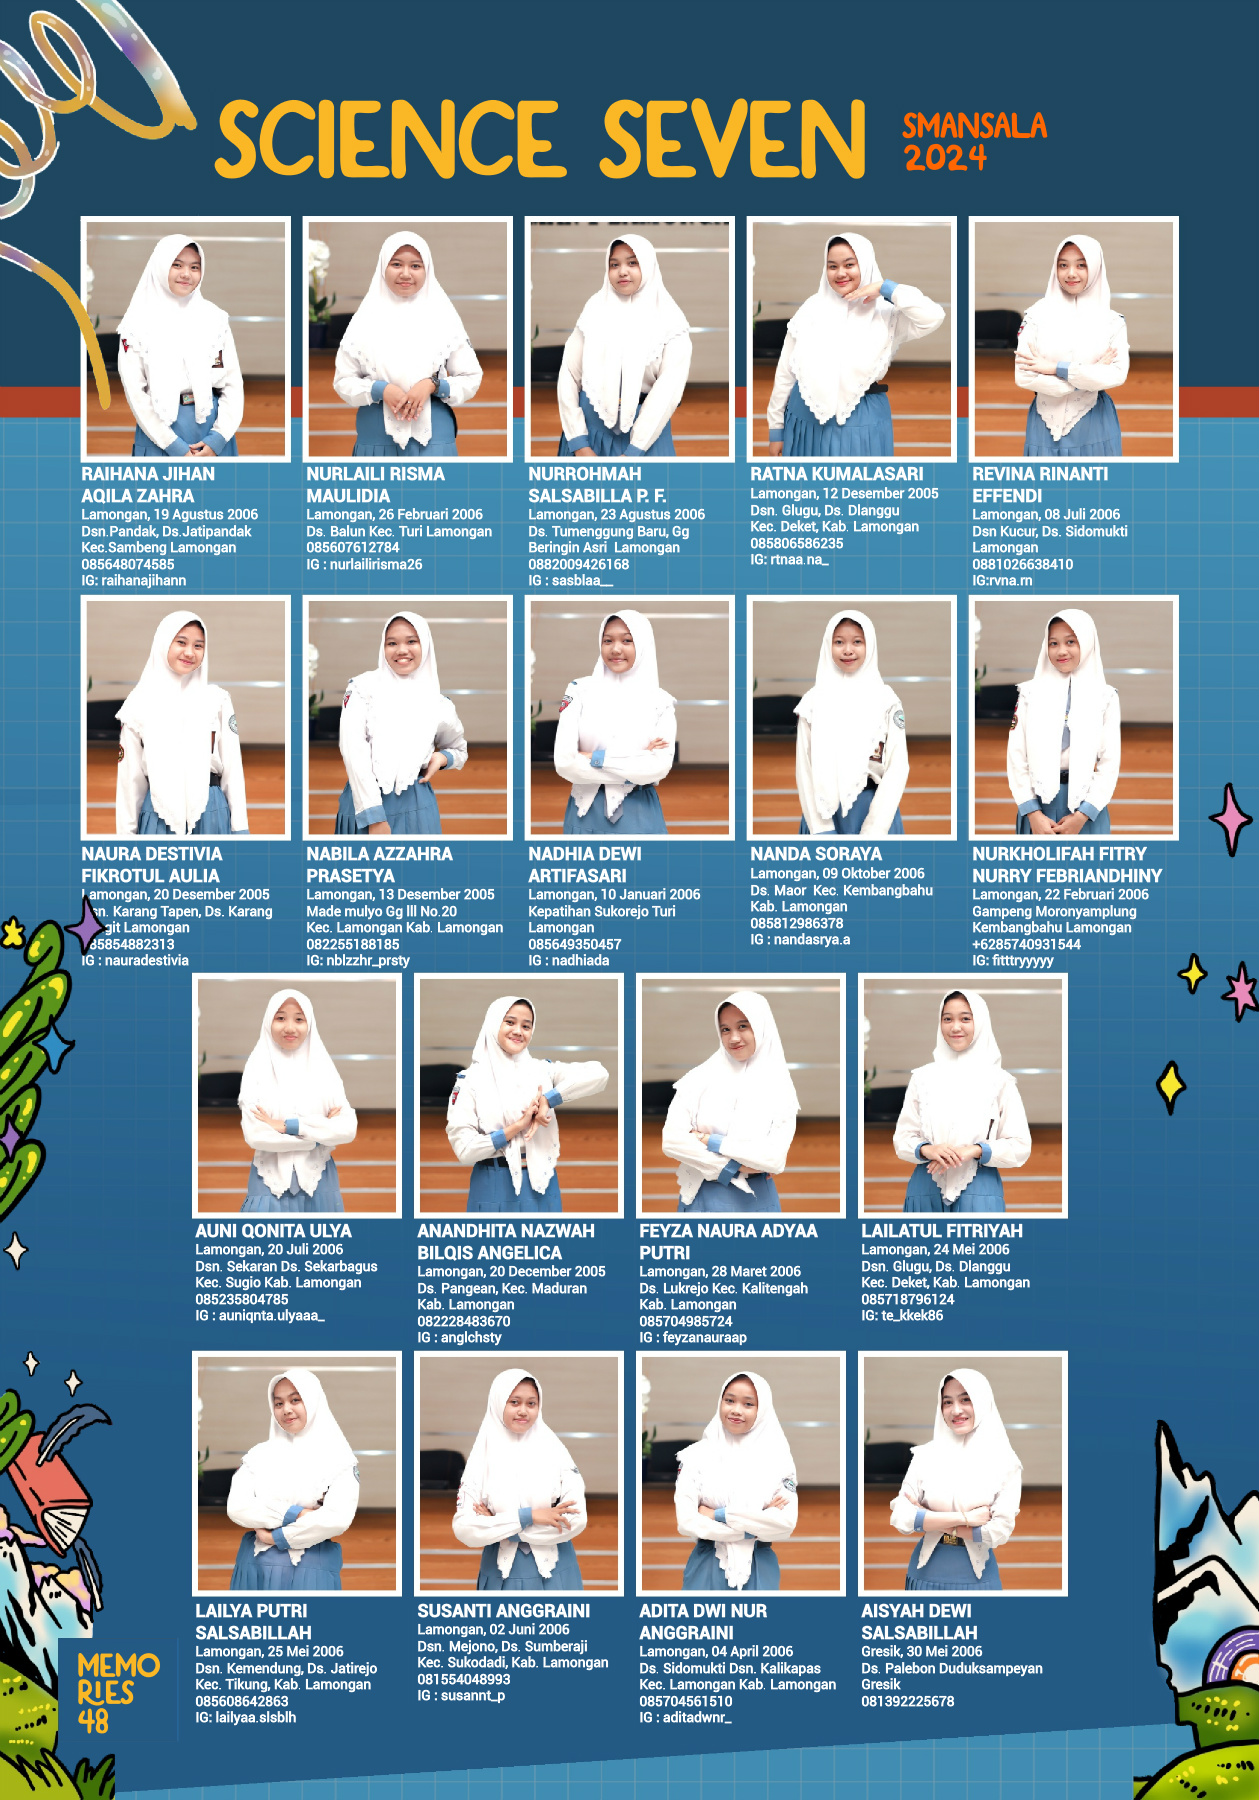 SCIENCE SEVEN
SMANSALA
2024
RAIHANA JIHAN
AQILA ZAHRA
Lamongan, 19 Agustus 2006
Dsn.Pandak, Ds.Jatipandak
Kec.Sambeng Lamongan
085648074585
IG: raihanajihann
NURLAILI RISMA
MAULIDIA
Lamongan, 26 Februari 2006
Ds. Balun Kec. Turi Lamongan
085607612784
IG : nurlailirisma26
NURROHMAH
SALSABILLA P. F.
Lamongan, 23 Agustus 2006
Ds. Tumenggung Baru, Gg
Beringin Asri Lamongan
0882009426168
IG : sasblaa__
RATNA KUMALASARI
Lamongan, 12 Desember 2005
Dsn. Glugu, Ds. Dlanggu
Kec. Deket, Kab. Lamongan
085806586235
IG: rtnaa.na_
REVINA RINANTI
EFFENDI
Lamongan, 08 Juli 2006
Dsn Kucur, Ds. Sidomukti
Lamongan
0881026638410
IG:rvna.rn
NAURA DESTIVIA
FIKROTUL AULIA
Lamongan, 20 Desember 2005
Karang Tapen, Ds. Karang
Lamongan
85854882313
IG : nauradestivia
NABILA AZZAHRA
PRASETYA
Lamongan, 13 Desember 2005
Made mulyo Gg lll No.20
Kec. Lamongan Kab. Lamongan
082255188185
IG: nblzzhr_prsty
NADHIA DEWI
ARTIFASARI
Lamongan, 10 Januari 2006
Kepatihan Sukorejo Turi
Lamongan
085649350457
IG : nadhiada
NANDA SORAYA
Lamongan, 09 Oktober 2006
Ds. Maor Kec. Kembangbahu
Kab. Lamongan
085812986378
IG : nandasrya.a
NURKHOLIFAH FITRY
NURRY FEBRIANDHINY
Lamongan, 22 Februari 2006
Gampeng Moronyamplung
Kembangbahu Lamongan
+6285740931544
IG: fitttryyyyy
AUNI QONITA ULYA
Lamongan, 20 Juli 2006
Dsn. Sekaran Ds. Sekarbagus
Kec. Sugio Kab. Lamongan
085235804785
IG : auniqnta.ulyaaa_
ANANDHITA NAZWAH
BILQIS ANGELICA
Lamongan, 20 December 2005
Ds. Pangean, Kec. Maduran
Kab. Lamongan
082228483670
IG : anglchsty
FEYZA NAURA ADYAA
PUTRI
Lamongan, 28 Maret 2006
Ds. Lukrejo Kec. Kalitengah
Kab. Lamongan
085704985724
IG : feyzanauraap
LAILATUL FITRIYAH
Lamongan, 24 Mei 2006
Dsn. Glugu, Ds. Dlanggu
Kec. Deket, Kab. Lamongan
085718796124
IG: te_kkek86
LAILYA PUTRI
SALSABILLAH
Lamongan, 25 Mei 2006
Dsn. Kemendung, Ds. Jatirejo
Kec. Tikung, Kab. Lamongan
085608642863
IG: lailyaa.slsblh
SUSANTI ANGGRAINI
Lamongan, 02 Juni 2006
Dsn. Mejono, Ds. Sumberaji
Kec. Sukodadi, Kab. Lamongan
081554048993
IG : susannt_p
ADITA DWI NUR
ANGGRAINI
Lamongan, 04 April 2006
Ds. Sidomukti Dsn. Kalikapas
Kec. Lamongan Kab. Lamongan
085704561510
IG : aditadwnr_
AISYAH DEWI
SALSABILLAH
Gresik, 30 Mei 2006
Ds. Palebon Duduksampeyan
Gresik
081392225678
MEMO
RIES
48